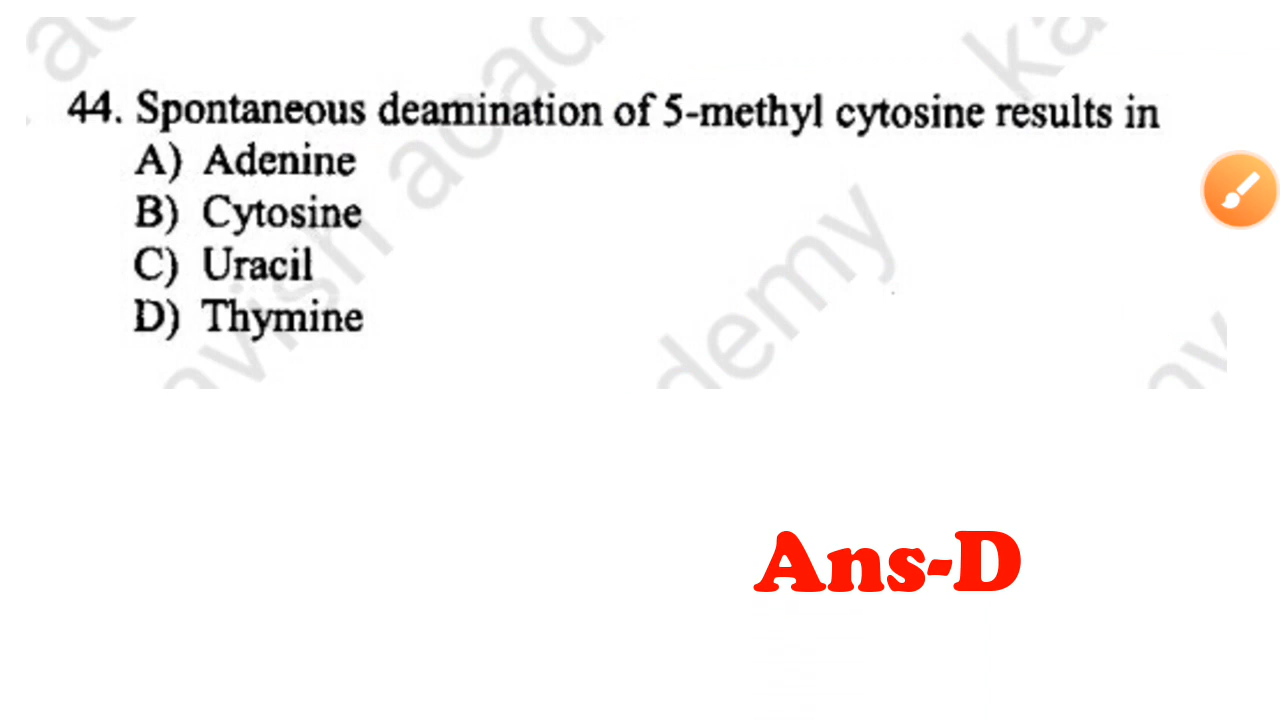 44. Spontaneous deamination of 5-methyl cytosine results in
A) Adenine
B) Cytosine
C) Uracil
D) Thymine
Ans-D